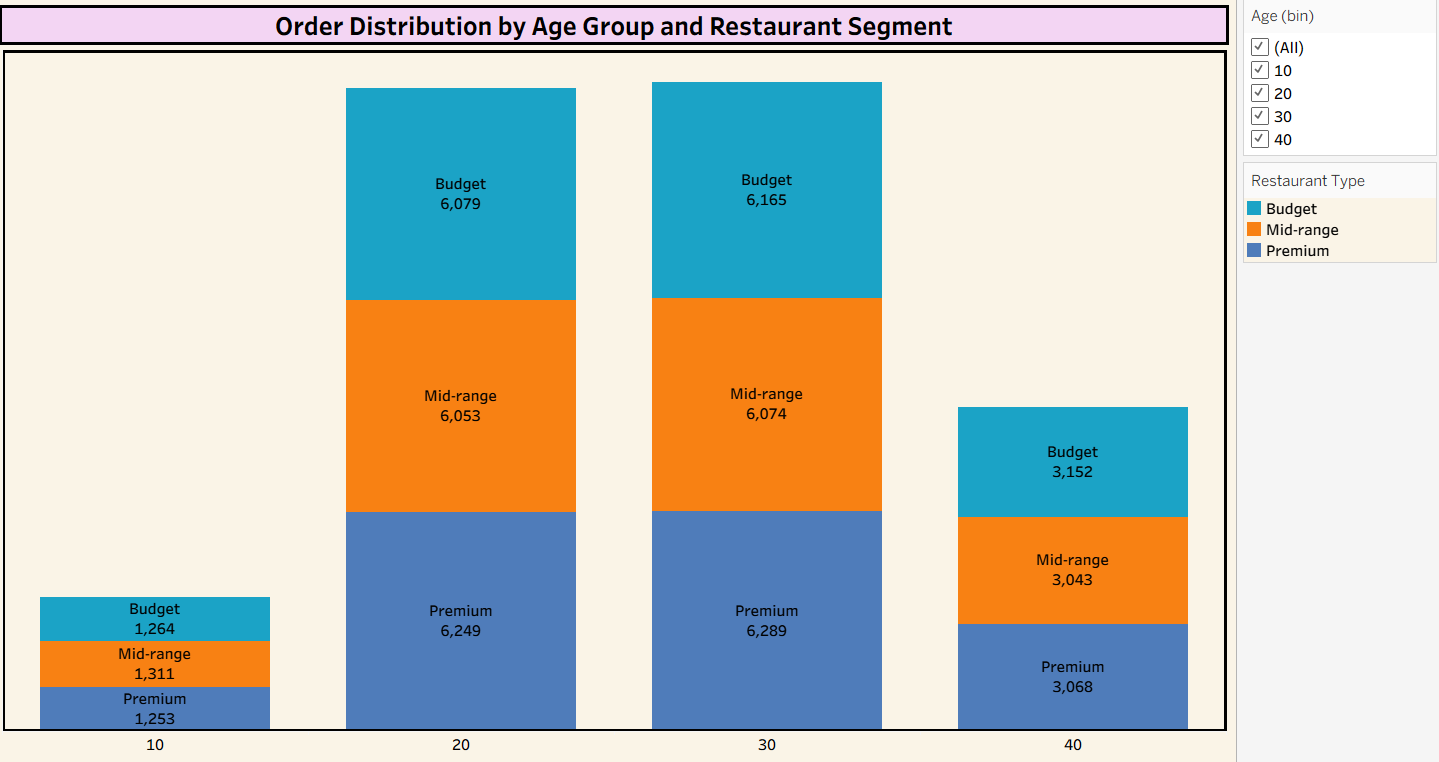 Order Distribution by Age Group and Restaurant Segment
Budget
1,264
Mid-range
1,311
Premium
1,253
Budget
6,079
Mid-range
6,053
Premium
6,249
Budget
6,165
Mid-range
6,074
Premium
6,289
Budget
3,152
Mid-range
3,043
Premium
3,068
10
20
30
40
Age (bin)
(All)
10
20
30
40
Restaurant Type
Budget
Mid-range
Premium